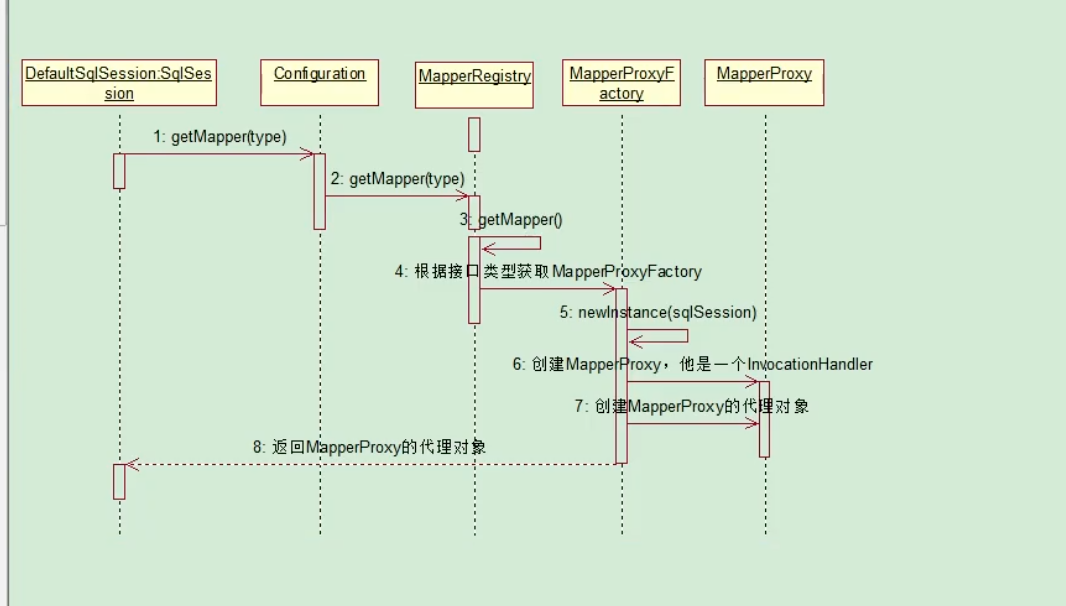 DefaultSqlSession:SqlSes
sion
Configuration
MapperRegistry
MapperProxyF
actory
MapperProxy
1: getMapper(type)
2: getMapper(type)
3: getMapper()
4: 根据接口类型获取MapperProxyFactory
5: newInstance(sqlSession)
6: 创建MapperProxy，他是一个InvocationHandler
7: 创建MapperProxy的代理对象
8: 返回MapperProxy的代理对象